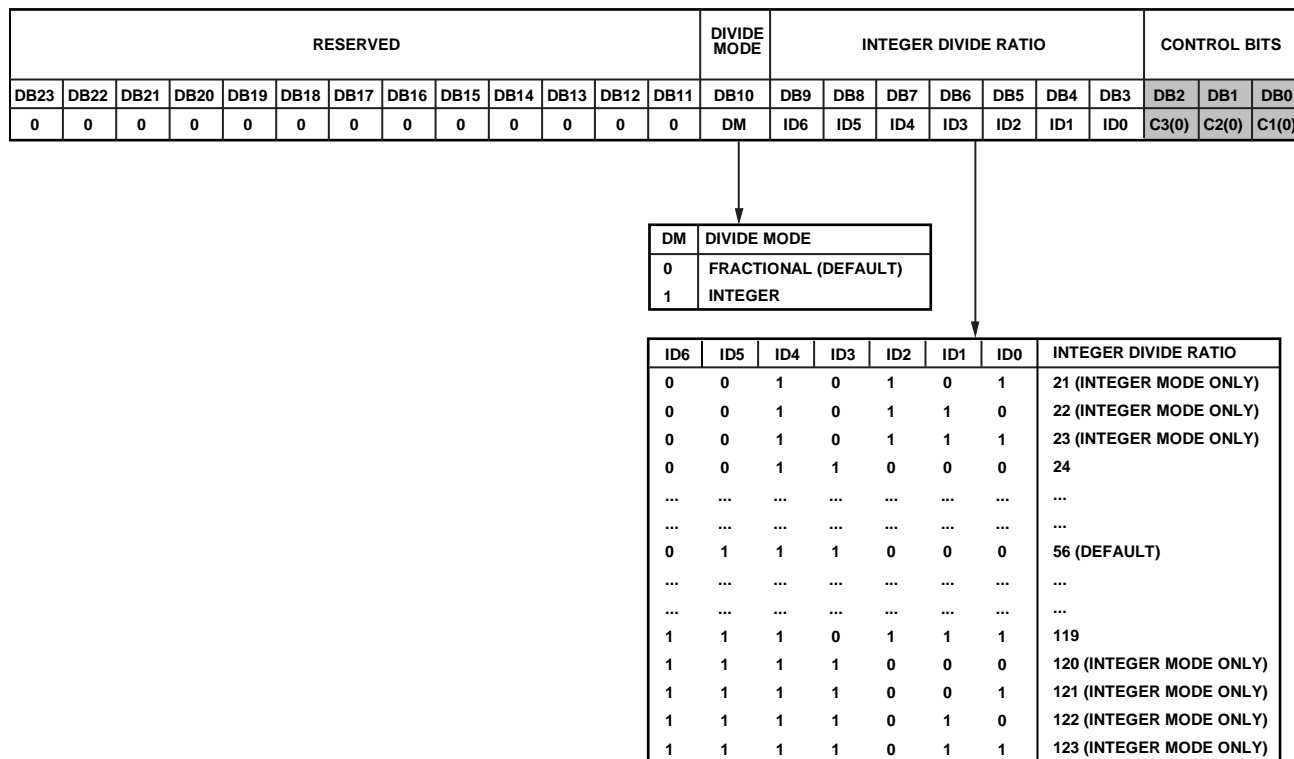 RESERVED DIVIDE MODE INTEGER DIVIDE RATIO CONTROL BITS
DB23 DB22 DB21 DB20 DB19 DB18 DB17 DB16 DB15 DB14 DB13 DB12 DB11 DB10 DB9 DB8 DB7 DB6 DB5 DB4 DB3 DB2 DB1 DB0
0 0 0 0 0 0 0 0 0 0 0 0 0 DM ID6 ID5 ID4 ID3 ID2 ID1 ID0 C3(0) C2(0) C1(0)
DM DIVIDE MODE
0 FRACTIONAL (DEFAULT)
1 INTEGER
ID6 ID5 ID4 ID3 ID2 ID1 ID0 INTEGER DIVIDE RATIO
0 0 1 0 1 0 1 21 (INTEGER MODE ONLY)
0 0 1 0 1 1 0 22 (INTEGER MODE ONLY)
0 0 1 0 1 1 1 23 (INTEGER MODE ONLY)
0 0 1 1 0 0 0 24
... ... ... ... ... ... ... ...
... ... ... ... ... ... ... ...
0 1 1 1 0 0 0 56 (DEFAULT)
... ... ... ... ... ... ... ...
... ... ... ... ... ... ... ...
1 1 1 0 1 1 1 119
1 1 1 1 0 0 0 120 (INTEGER MODE ONLY)
1 1 1 1 0 0 1 121 (INTEGER MODE ONLY)
1 1 1 1 0 1 0 122 (INTEGER MODE ONLY)
1 1 1 1 0 1 1 123 (INTEGER MODE ONLY)